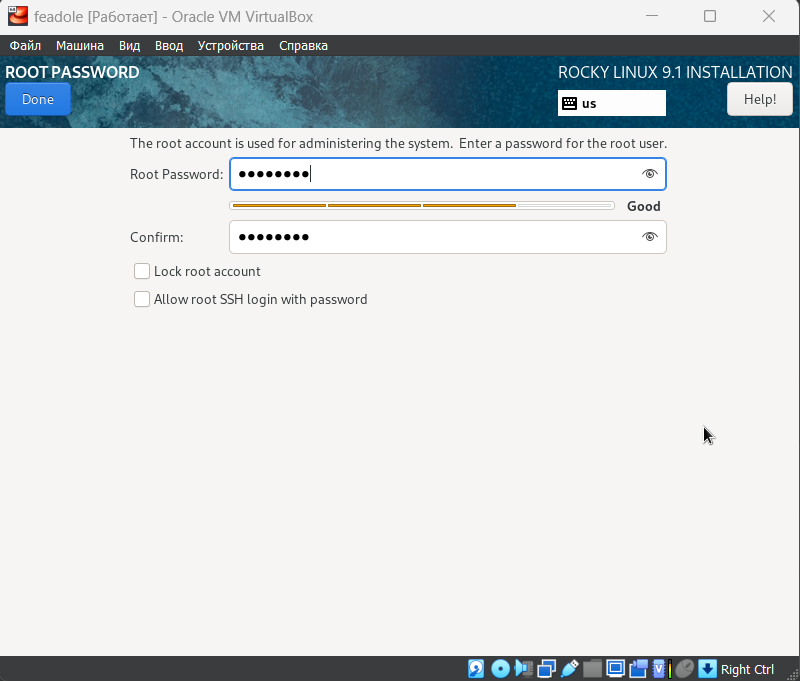 feadole [Работает] - Oracle VM VirtualBox
Файл Машина Вид Ввод Устройства Справка
ROOT PASSWORD
ROCKY LINUX 9.1 INSTALLATION
Done
us
Help!
The root account is used for administering the system. Enter a password for the root user.
Root Password: ●●●●●●●●
Good
Confirm: ●●●●●●●●
Lock root account
Allow root SSH login with password
Right Ctrl